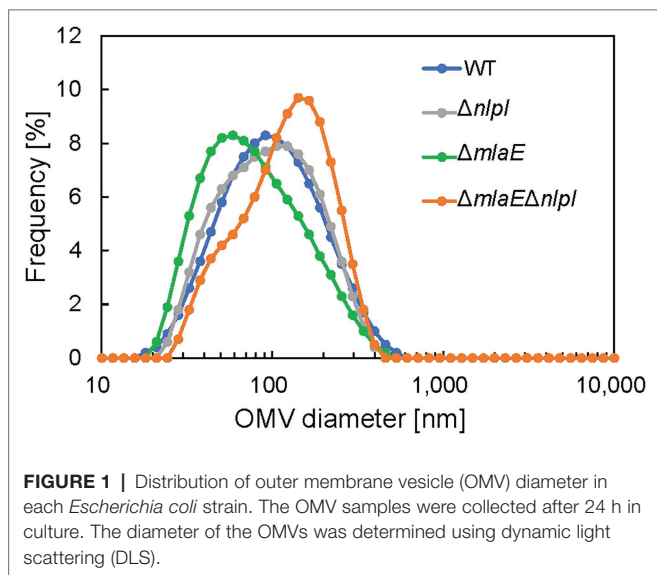 12
10
8
6
4
2
0
Frequency [%]
WT
Δnlpl
ΔmlaE
ΔmlaEΔnlpl
10
100
1,000
10,000
OMV diameter [nm]
FIGURE 1 | Distribution of outer membrane vesicle (OMV) diameter in
each Escherichia coli strain. The OMV samples were collected after 24 h in
culture. The diameter of the OMVs was determined using dynamic light
scattering (DLS).